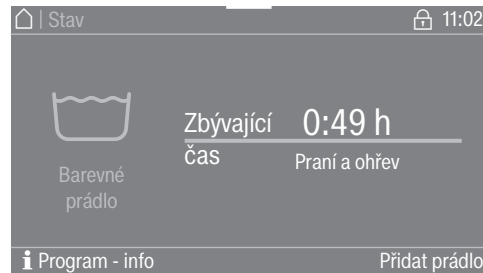 | Stav
11:02
Zbývající 0:49 h
čas
Praní a ohřev
Barevné
prádlo
i Program - info
Přidat prádlo